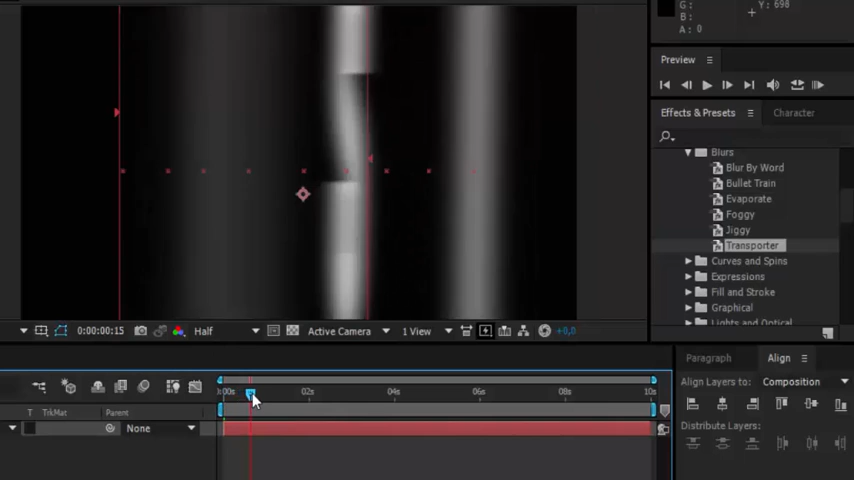 G:
B:
A: 0
Y: 698
Preview
Effects & Presets
Character
Blurs
Blur By Word
Bullet Train
Evaporate
Foggy
Jiggy
Transporter
Curves and Spins
Expressions
Fill and Stroke
Graphical
Lights and Optical
0:00:00:15
Half
Active Camera
1 View
+0,0
Paragraph
Align
Align Layers to:
Composition
Distribute Layers:
:00s
02s
04s
06s
08s
10s
T TrkMat
Parent
None